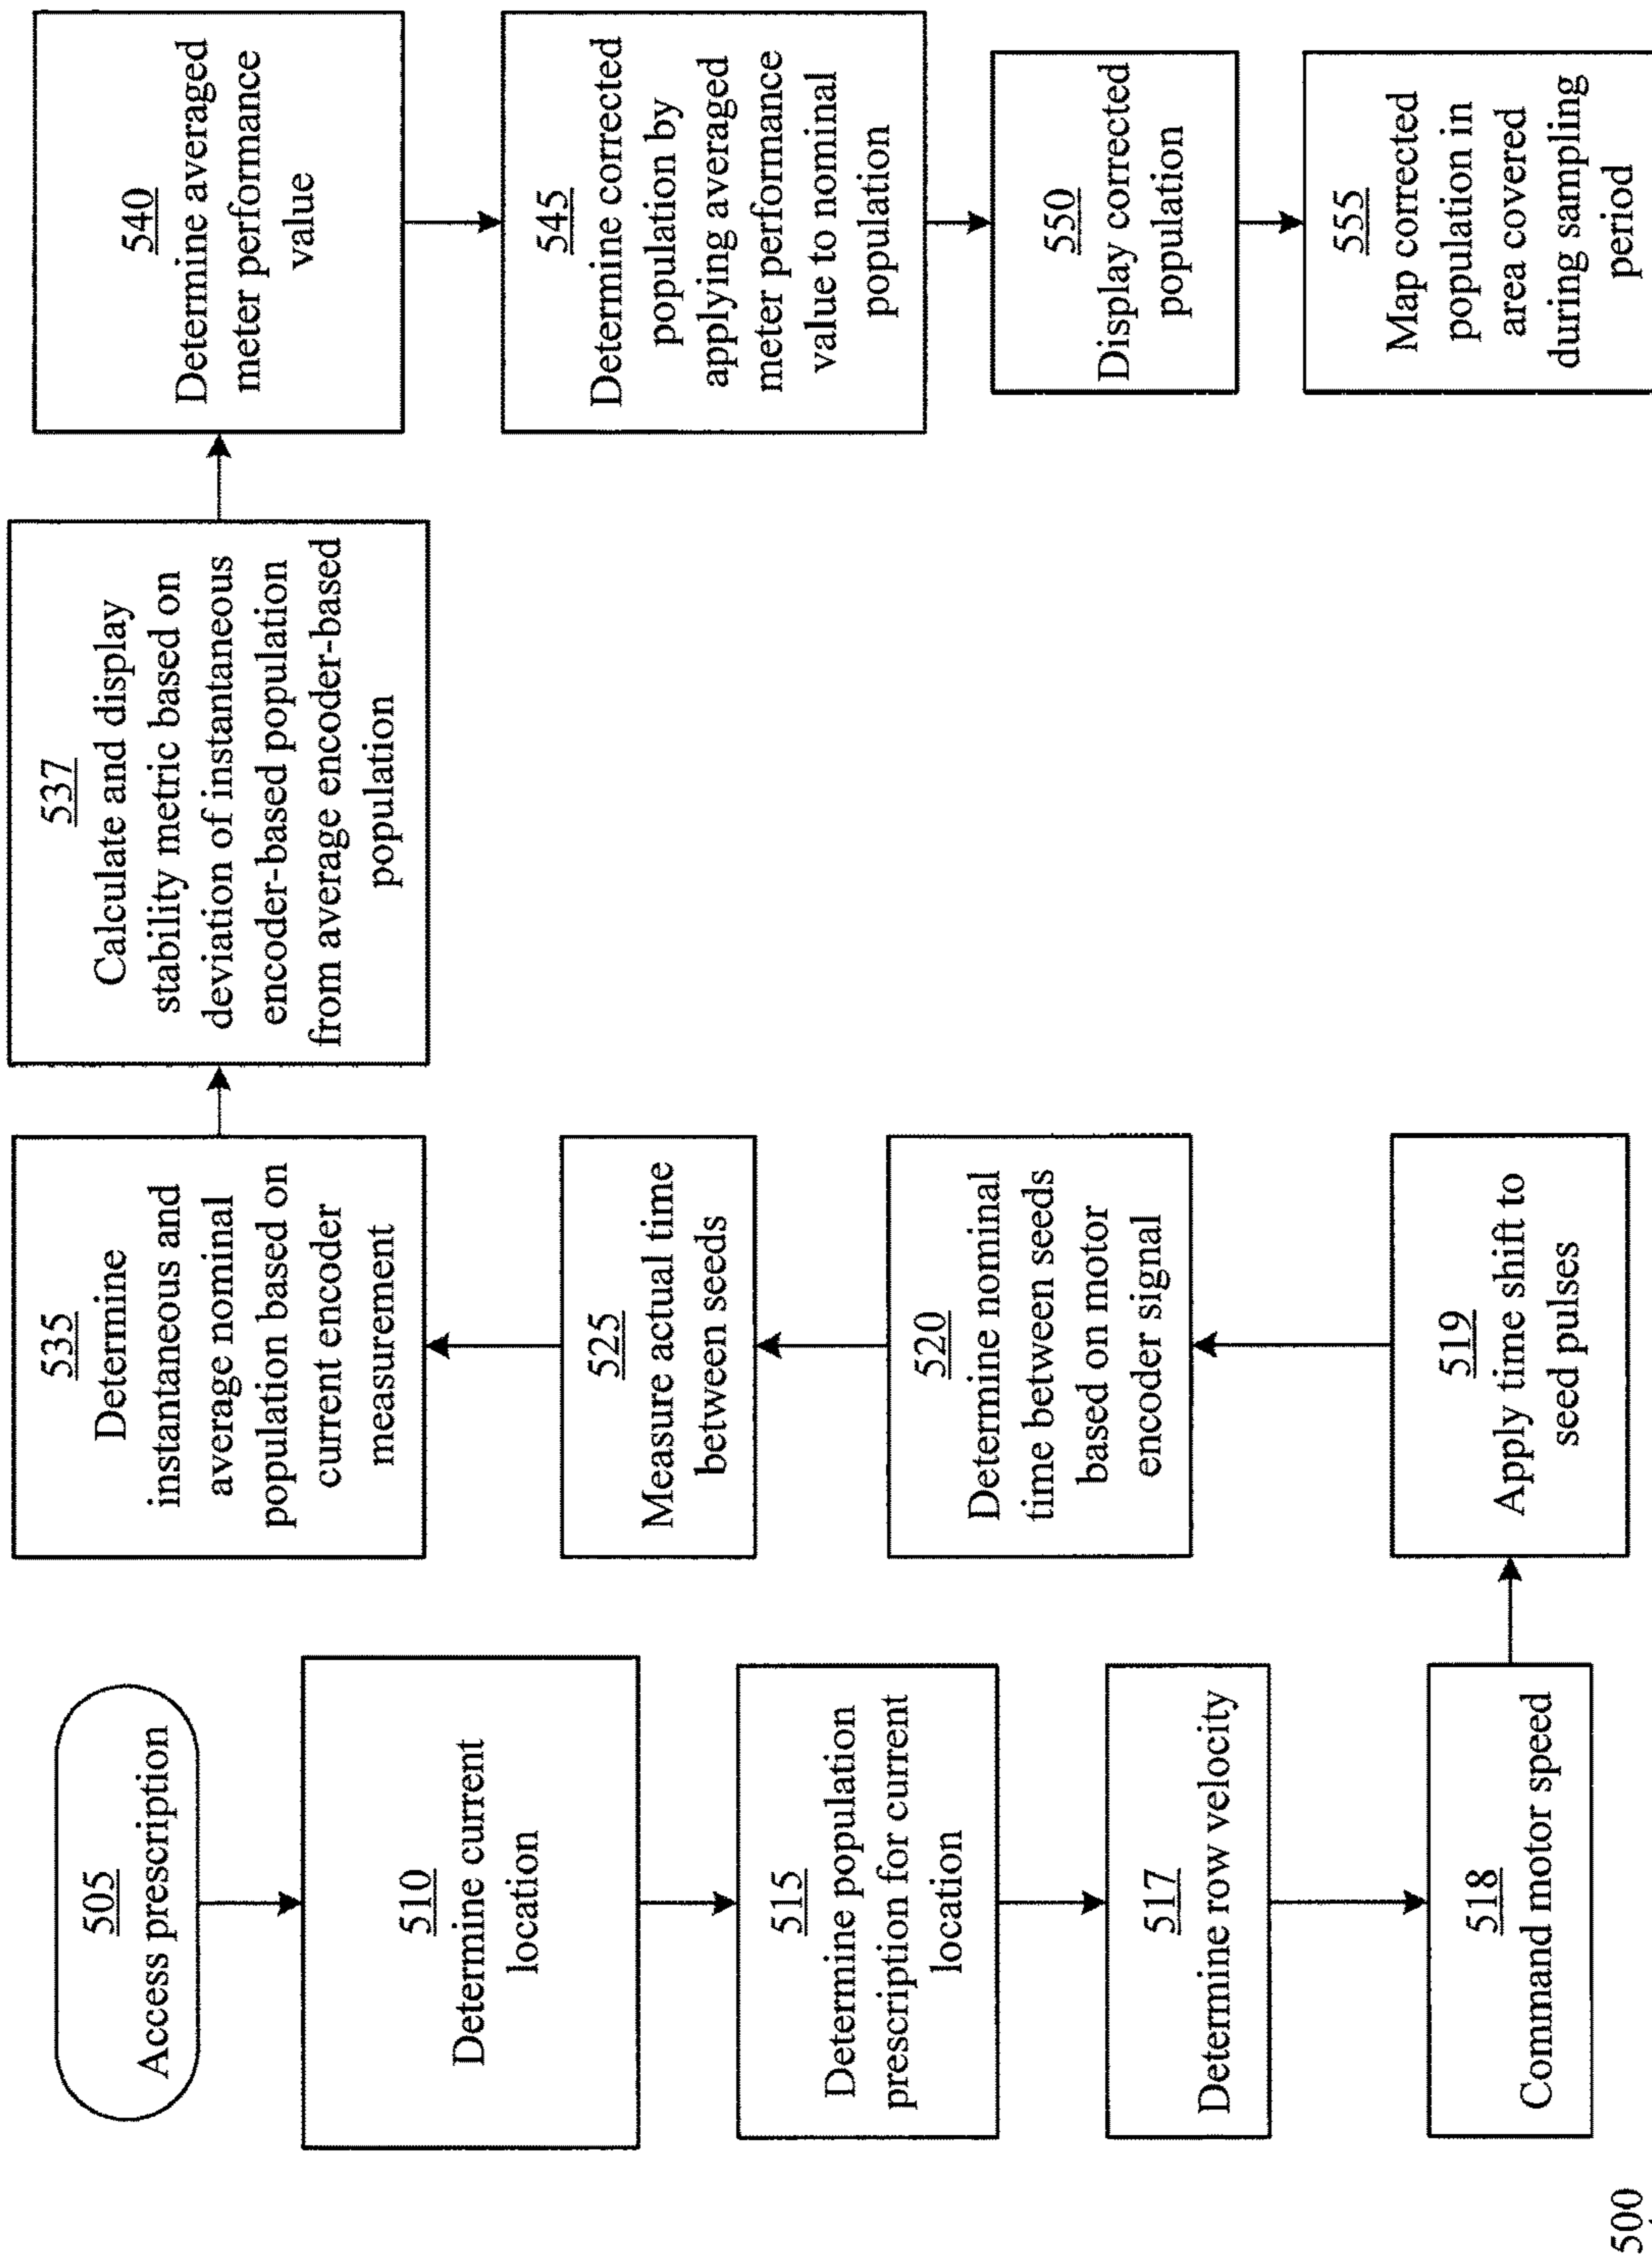 505
Access prescription
510
Determine current
location
515
Determine population
prescription for current
location
517
Determine row velocity
518
Command motor speed
519
Apply time shift to
seed pulses
520
Determine nominal
time between seeds
based on motor
encoder signal
525
Measure actual time
between seeds
535
Determine
instantaneous and
average nominal
population based on
current encoder
measurement
537
Calculate and display
stability metric based on
deviation of instantaneous
encoder-based population
from average encoder-based
population
540
Determine averaged
meter performance
value
545
Determine corrected
population by
applying averaged
meter performance
value to nominal
population
550
Display corrected
population
555
Map corrected
population in
area covered
during sampling
period
500